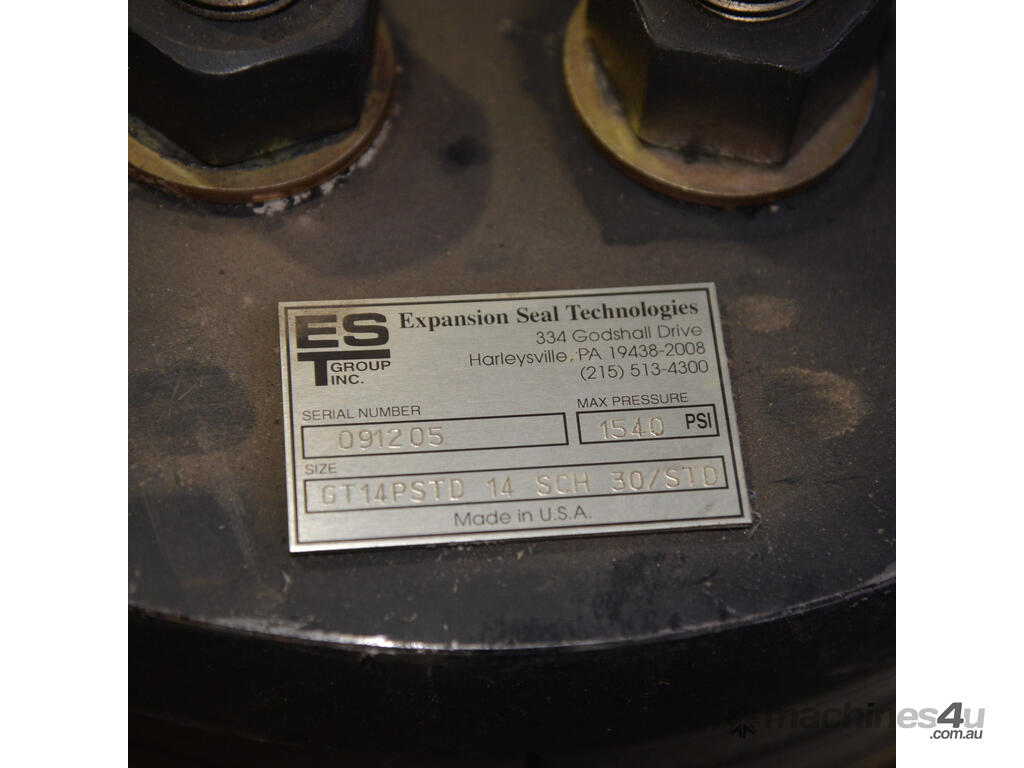 EST GROUP INC.
Expansion Seal Technologies
334 Godshall Drive
Harleysville, PA 19438-2008
(215) 513-4300
SERIAL NUMBER
091205
MAX PRESSURE
1540 PSI
SIZE
GT14PSTD 14 SCH 30/STD
Made in U.S.A.
machines4u
.com.au